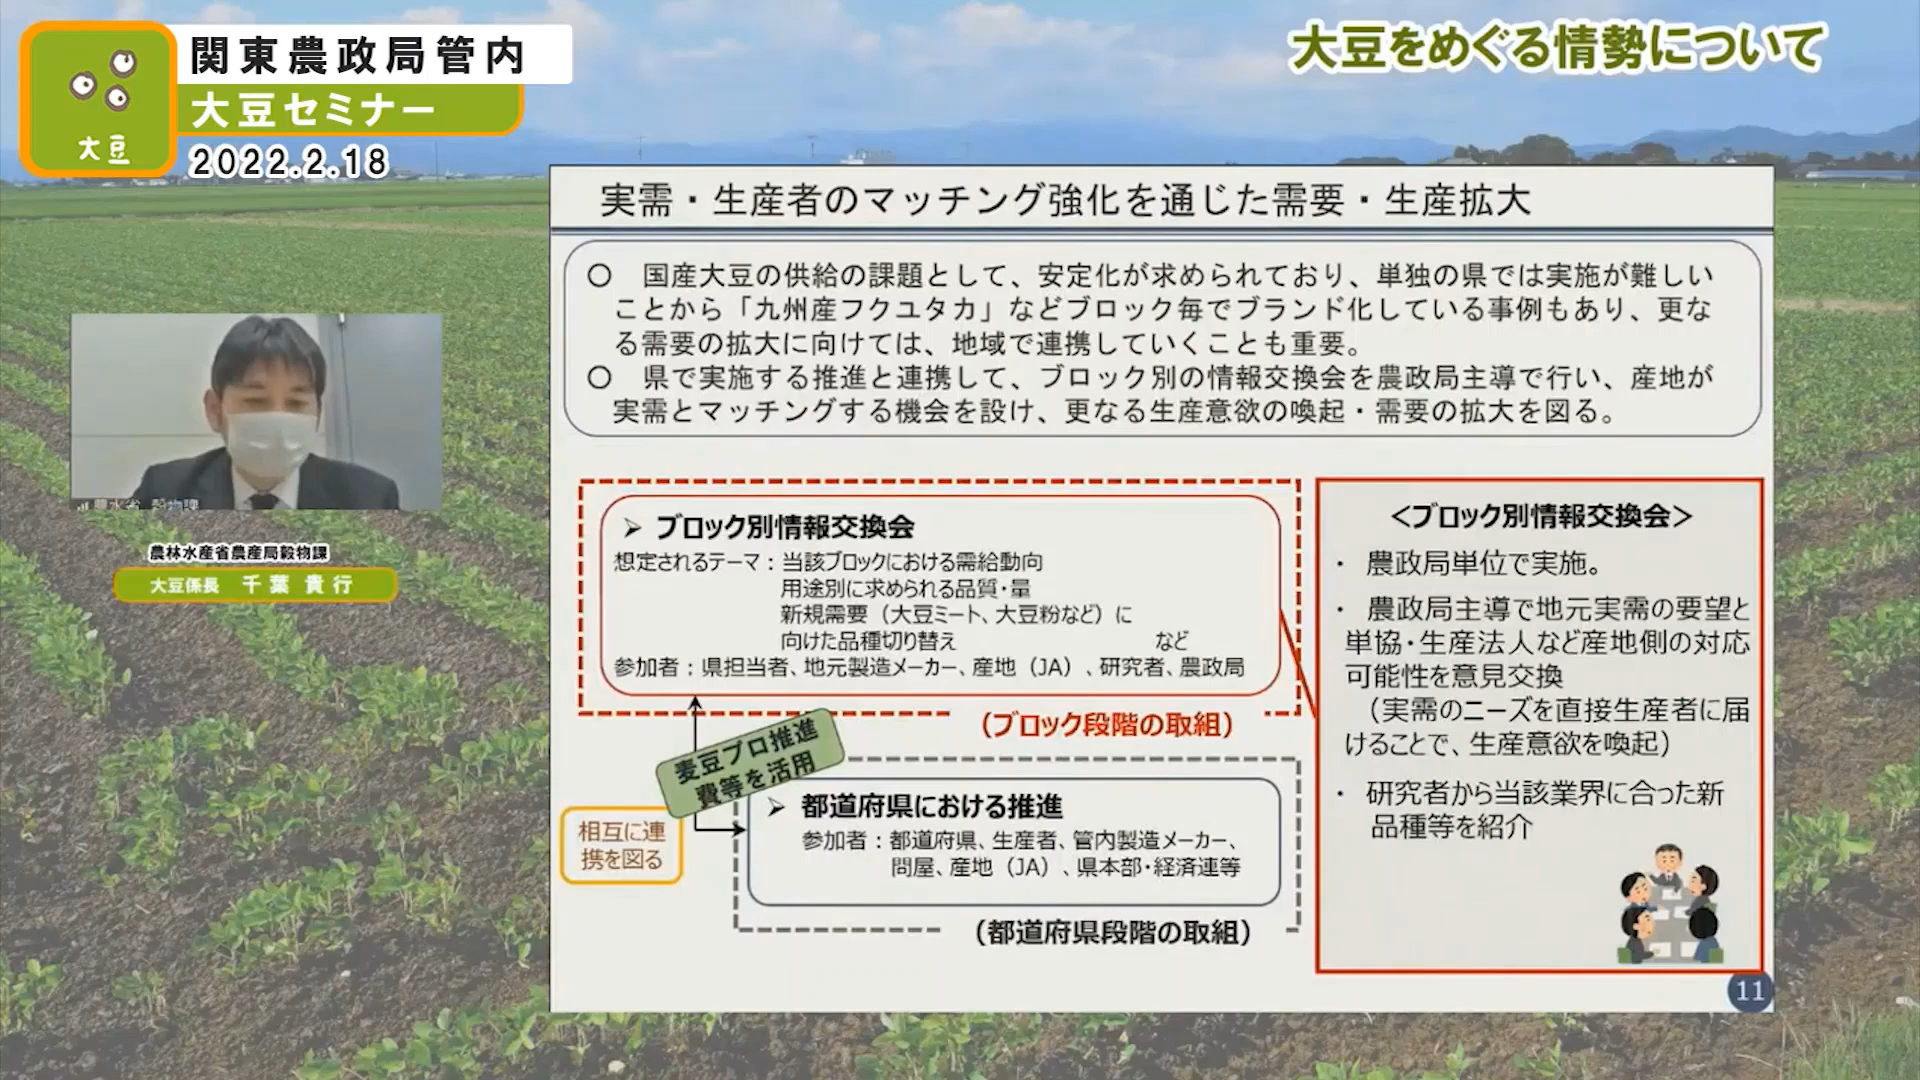 関東農政局管内
大豆セミナー
大豆
2022.2.18
大豆をめぐる情勢について
実需・生産者のマッチング強化を通じた需要・生産拡大
○ 国産大豆の供給の課題として、安定化が求められており、単独の県では実施が難しい
ことから「九州産フクユタカ」などブロック毎でブランド化している事例もあり、更な
る需要の拡大に向けては、地域で連携していくことも重要。
○ 県で実施する推進と連携して、ブロック別の情報交換会を農政局主導で行い、産地が
実需とマッチングする機会を設け、更なる生産意欲の喚起・需要の拡大を図る。
➢ ブロック別情報交換会
想定されるテーマ：当該ブロックにおける需給動向
用途別に求められる品質・量
新規需要（大豆ミート、大豆粉など）に
向けた品種切り替え など
参加者：県担当者、地元製造メーカー、産地（JA）、研究者、農政局
（ブロック段階の取組）
麦豆プロ推進
費等を活用
相互に連
携を図る
➢ 都道府県における推進
参加者：都道府県、生産者、管内製造メーカー、
問屋、産地（JA）、県本部・経済連等
（都道府県段階の取組）
＜ブロック別情報交換会＞
・ 農政局単位で実施。
・ 農政局主導で地元実需の要望と
単協・生産法人など産地側の対応
可能性を意見交換
（実需のニーズを直接生産者に届
けることで、生産意欲を喚起）
・ 研究者から当該業界に合った新
品種等を紹介
11
農水省 穀物課
農林水産省農産局穀物課
大豆係長 千葉 貴行